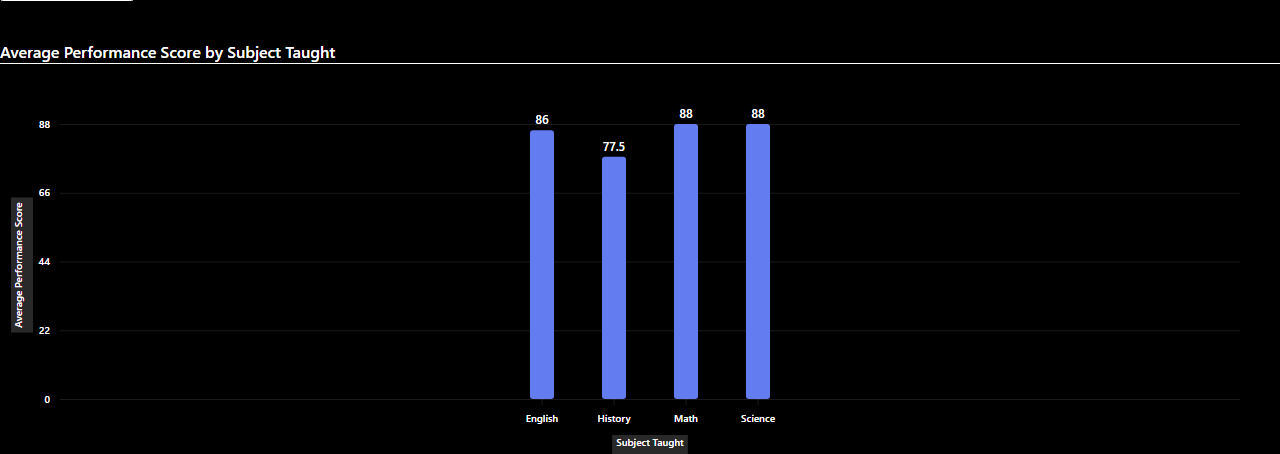 Average Performance Score by Subject Taught
86
77.5
88
88
88
66
44
22
0
Average Performance Score
English
History
Math
Science
Subject Taught